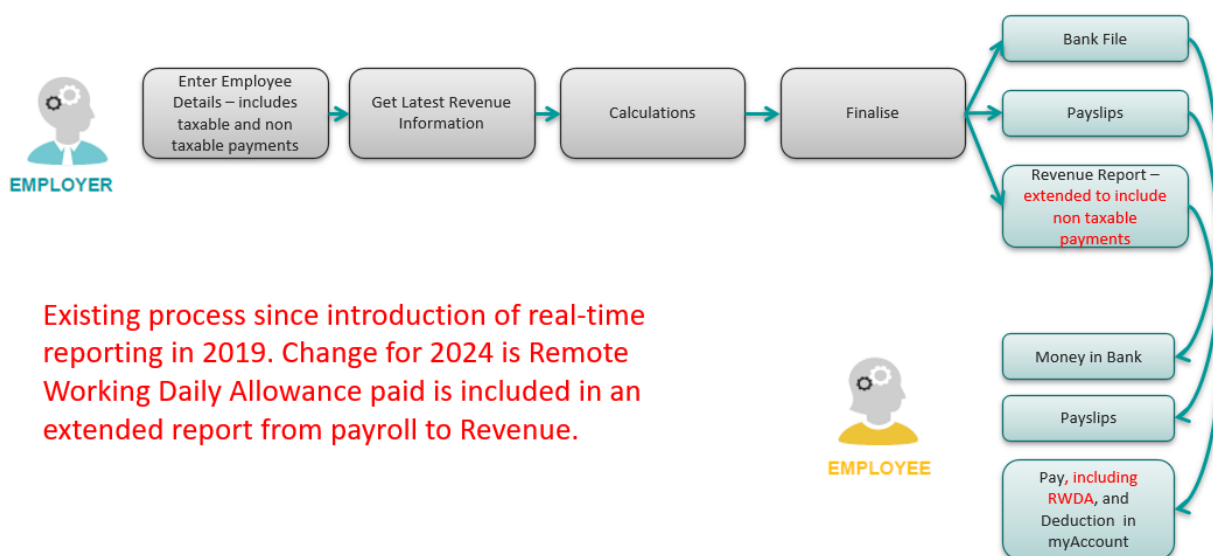 Bank File
Enter Employee
Details – includes
taxable and non
taxable payments
Get Latest Revenue
Information
Calculations
Finalise
Payslips
EMPLOYER
Revenue Report –
extended to include
non taxable
payments
Existing process since introduction of real-time
reporting in 2019. Change for 2024 is Remote
Working Daily Allowance paid is included in an
extended report from payroll to Revenue.
Money in Bank
Payslips
EMPLOYEE
Pay, including
RWDA, and
Deduction in
myAccount